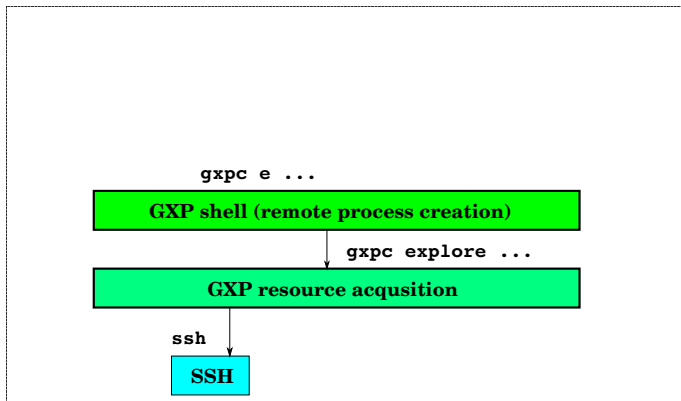 gxpc e ...
GXP shell (remote process creation)
gxpc explore ...
GXP resource acqusition
ssh
SSH